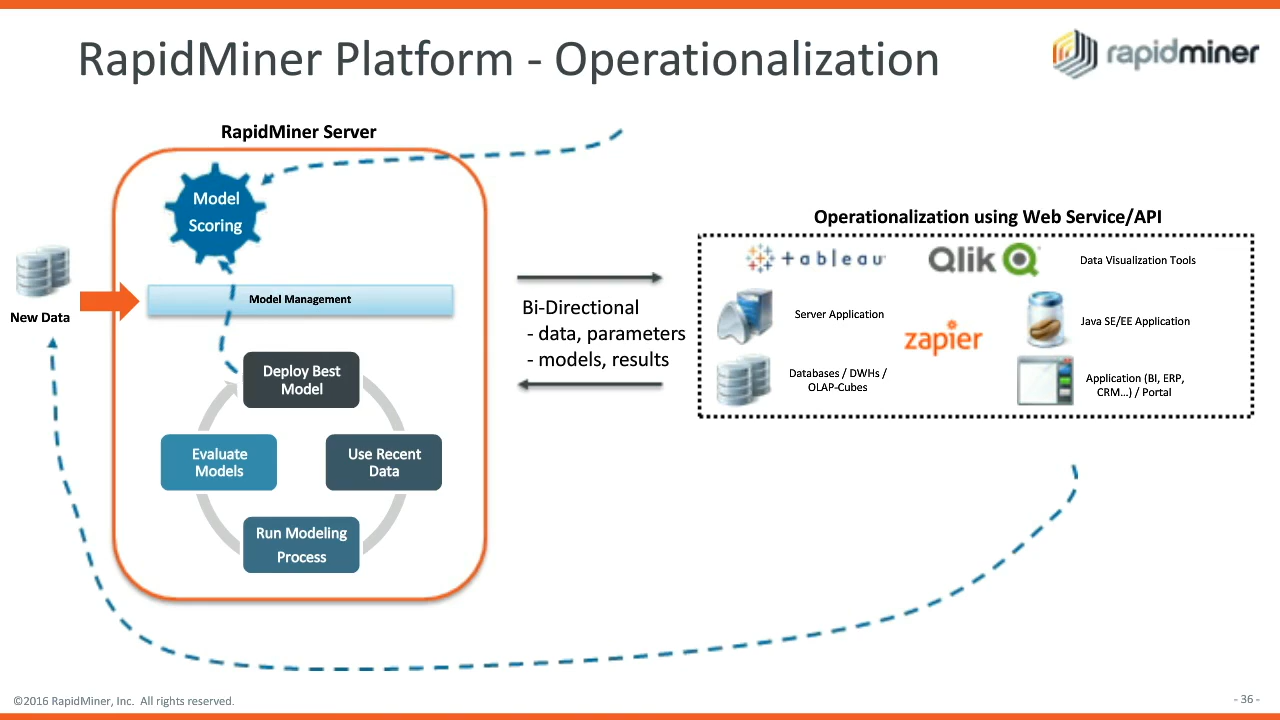 RapidMiner Platform - Operationalization
rapidminer
RapidMiner Server
Model
Scoring
New Data
Model Management
Deploy Best
Model
Evaluate
Models
Use Recent
Data
Run Modeling
Process
Bi-Directional
- data, parameters
- models, results
Operationalization using Web Service/API
+ableau
Qlik
Data Visualization Tools
Server Application
zapier
Java SE/EE Application
Databases / DWHs /
OLAP-Cubes
Application (BI, ERP,
CRM...) / Portal
©2016 RapidMiner, Inc. All rights reserved.
- 36 -